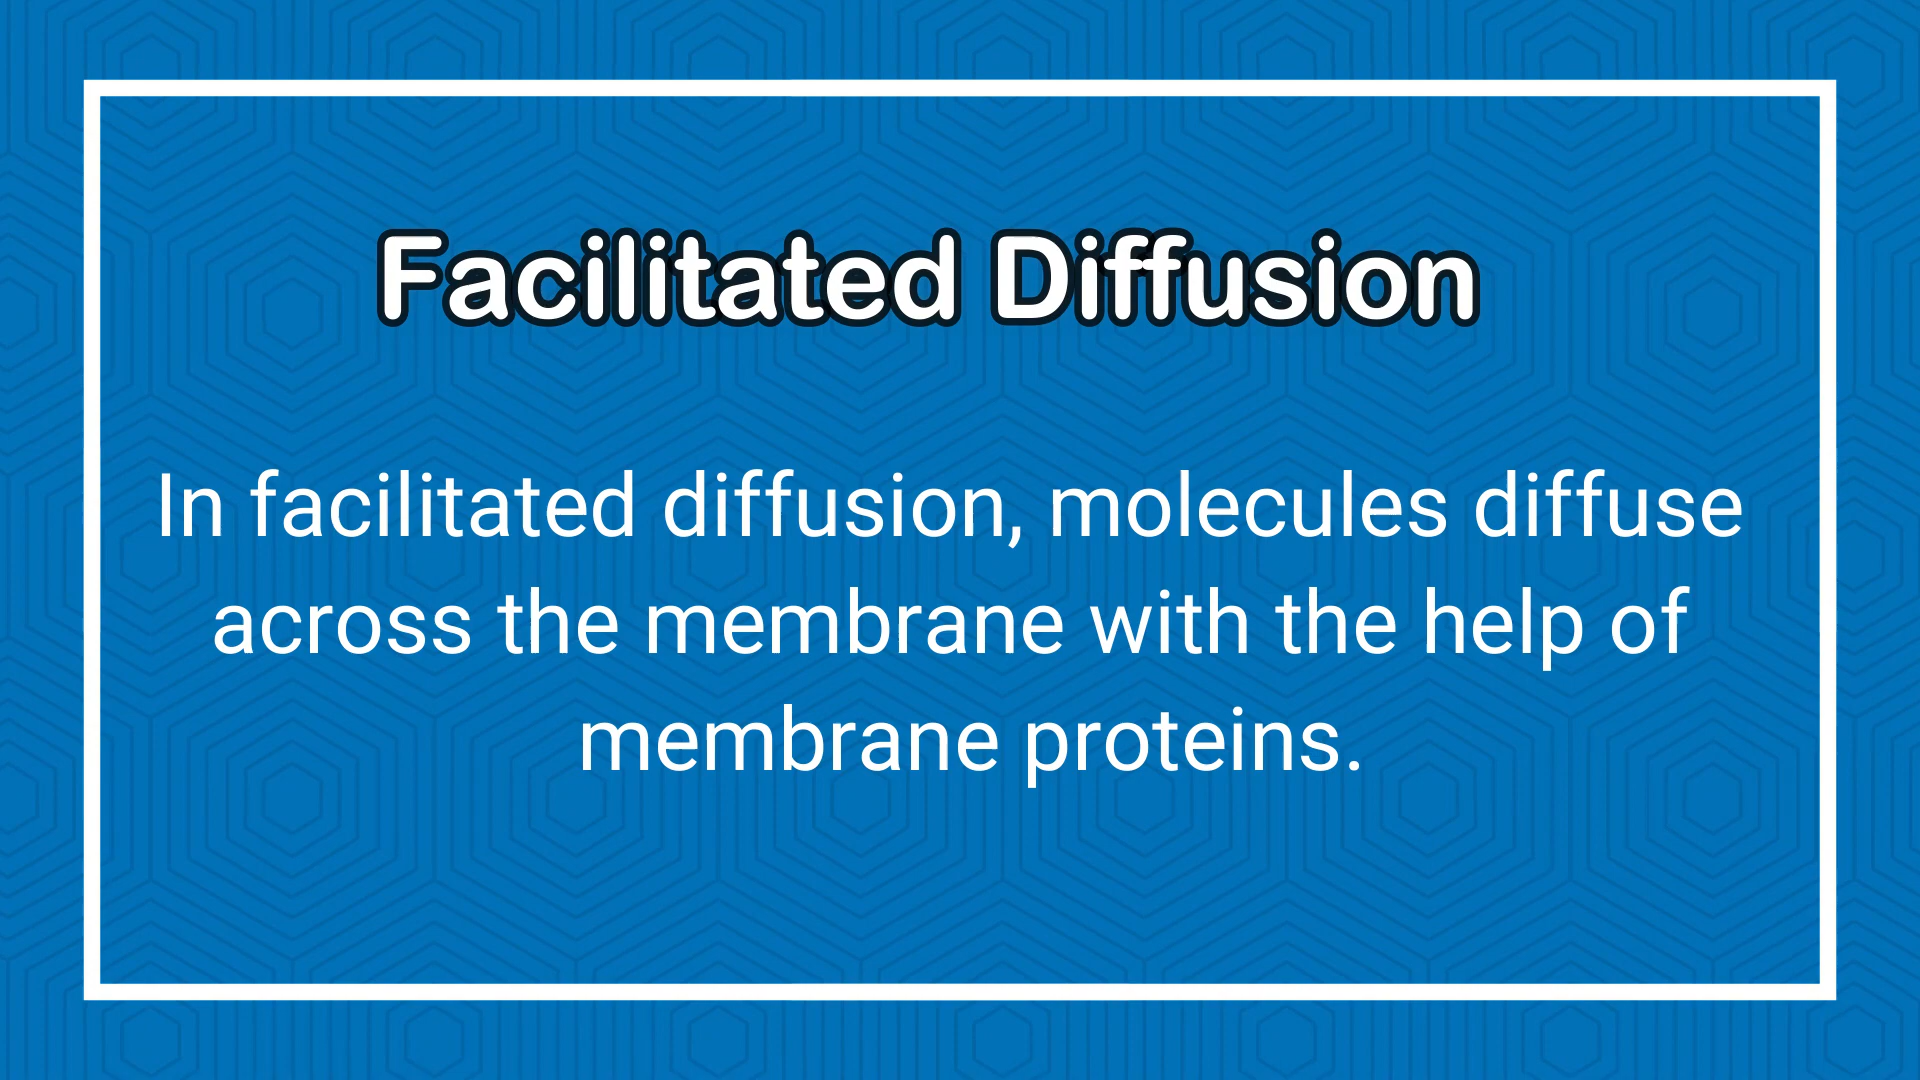 Facilitated Diffusion
In facilitated diffusion, molecules diffuse
across the membrane with the help of
membrane proteins.